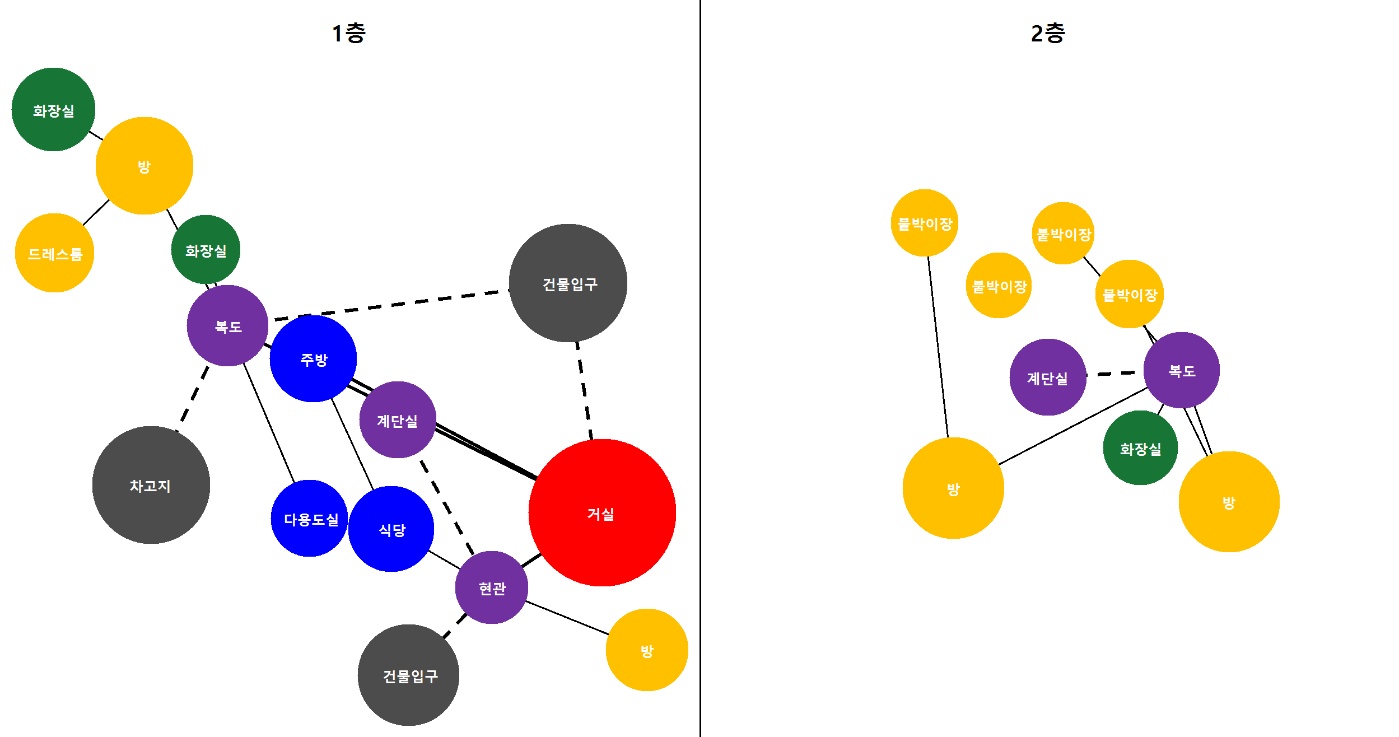 1층
화장실
방
드레스룸
화장실
건물입구
복도
주방
계단실
차고지
거실
다용도실
식당
현관
방
건물입구
2층
붙박이장
붙박이장
붙박이장
붙박이장
계단실
복도
화장실
방
방